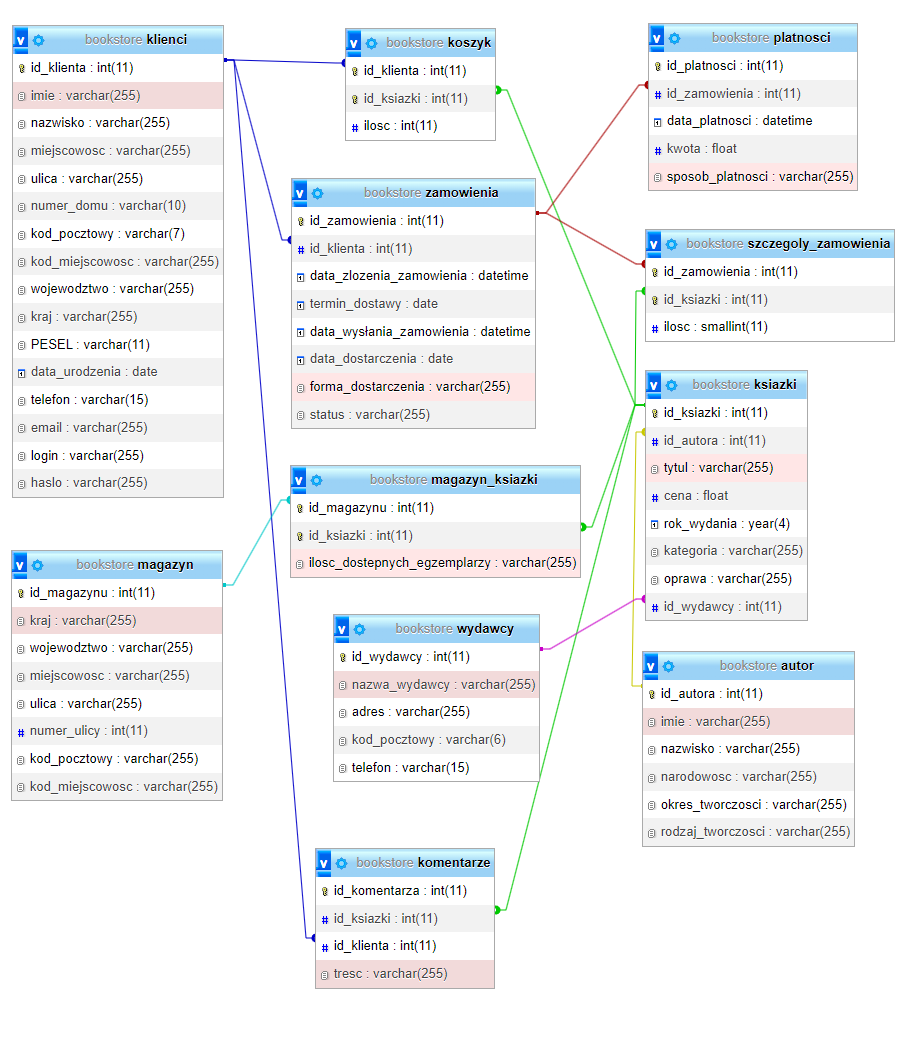 bookstore klienci
id_klienta : int(11)
imie : varchar(255)
nazwisko : varchar(255)
miejscowosc : varchar(255)
ulica : varchar(255)
numer_domu : varchar(10)
kod_pocztowy : varchar(7)
kod_miejscowosc : varchar(255)
wojewodztwo : varchar(255)
kraj : varchar(255)
PESEL : varchar(11)
data_urodzenia : date
telefon : varchar(15)
email : varchar(255)
login : varchar(255)
haslo : varchar(255)
bookstore koszyk
id_klienta : int(11)
id_ksiazki : int(11)
ilosc : int(11)
bookstore platnosci
id_platnosci : int(11)
id_zamowienia : int(11)
data_platnosci : datetime
kwota : float
sposob_platnosci : varchar(255)
bookstore zamowienia
id_zamowienia : int(11)
id_klienta : int(11)
data_zlozenia_zamowienia : datetime
termin_dostawy : date
data_wysłania_zamowienia : datetime
data_dostarczenia : date
forma_dostarczenia : varchar(255)
status : varchar(255)
bookstore szczegoly_zamowienia
id_zamowienia : int(11)
id_ksiazki : int(11)
ilosc : smallint(11)
bookstore ksiazki
id_ksiazki : int(11)
id_autora : int(11)
tytul : varchar(255)
cena : float
rok_wydania : year(4)
kategoria : varchar(255)
oprawa : varchar(255)
id_wydawcy : int(11)
bookstore magazyn_ksiazki
id_magazynu : int(11)
id_ksiazki : int(11)
ilosc_dostepnych_egzemplarzy : varchar(255)
bookstore magazyn
id_magazynu : int(11)
kraj : varchar(255)
wojewodztwo : varchar(255)
miejscowosc : varchar(255)
ulica : varchar(255)
numer_ulicy : int(11)
kod_pocztowy : varchar(255)
kod_miejscowosc : varchar(255)
bookstore wydawcy
id_wydawcy : int(11)
nazwa_wydawcy : varchar(255)
adres : varchar(255)
kod_pocztowy : varchar(6)
telefon : varchar(15)
bookstore autor
id_autora : int(11)
imie : varchar(255)
nazwisko : varchar(255)
narodowosc : varchar(255)
okres_tworczosci : varchar(255)
rodzaj_tworczosci : varchar(255)
bookstore komentarze
id_komentarza : int(11)
id_ksiazki : int(11)
id_klienta : int(11)
tresc : varchar(255)